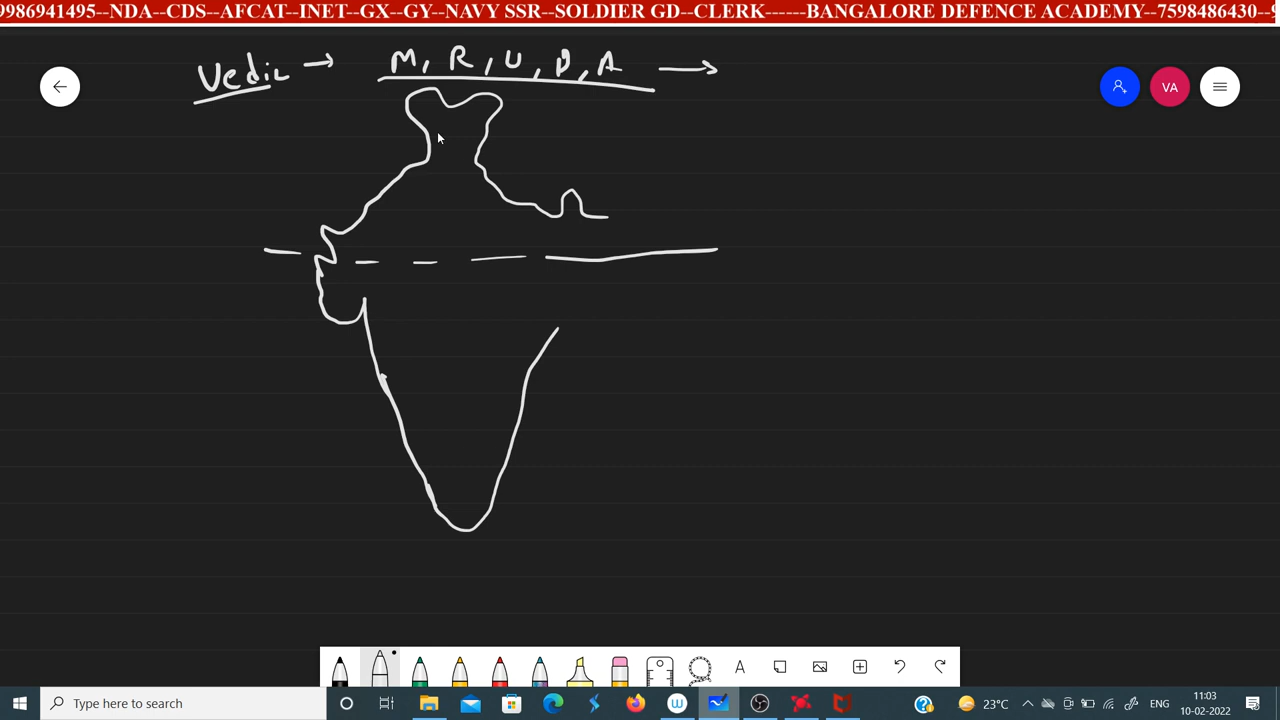 9986941495--NDA--CDS--AFCAT--INET--GX--GY--NAVY SSR--SOLDIER GD--CLERK------BANGALORE DEFENCE ACADEMY--7598486430--9
Vedic → M, R, U, P, A →
VA
A
Type here to search
23°C
ENG
11:03
10-02-2022